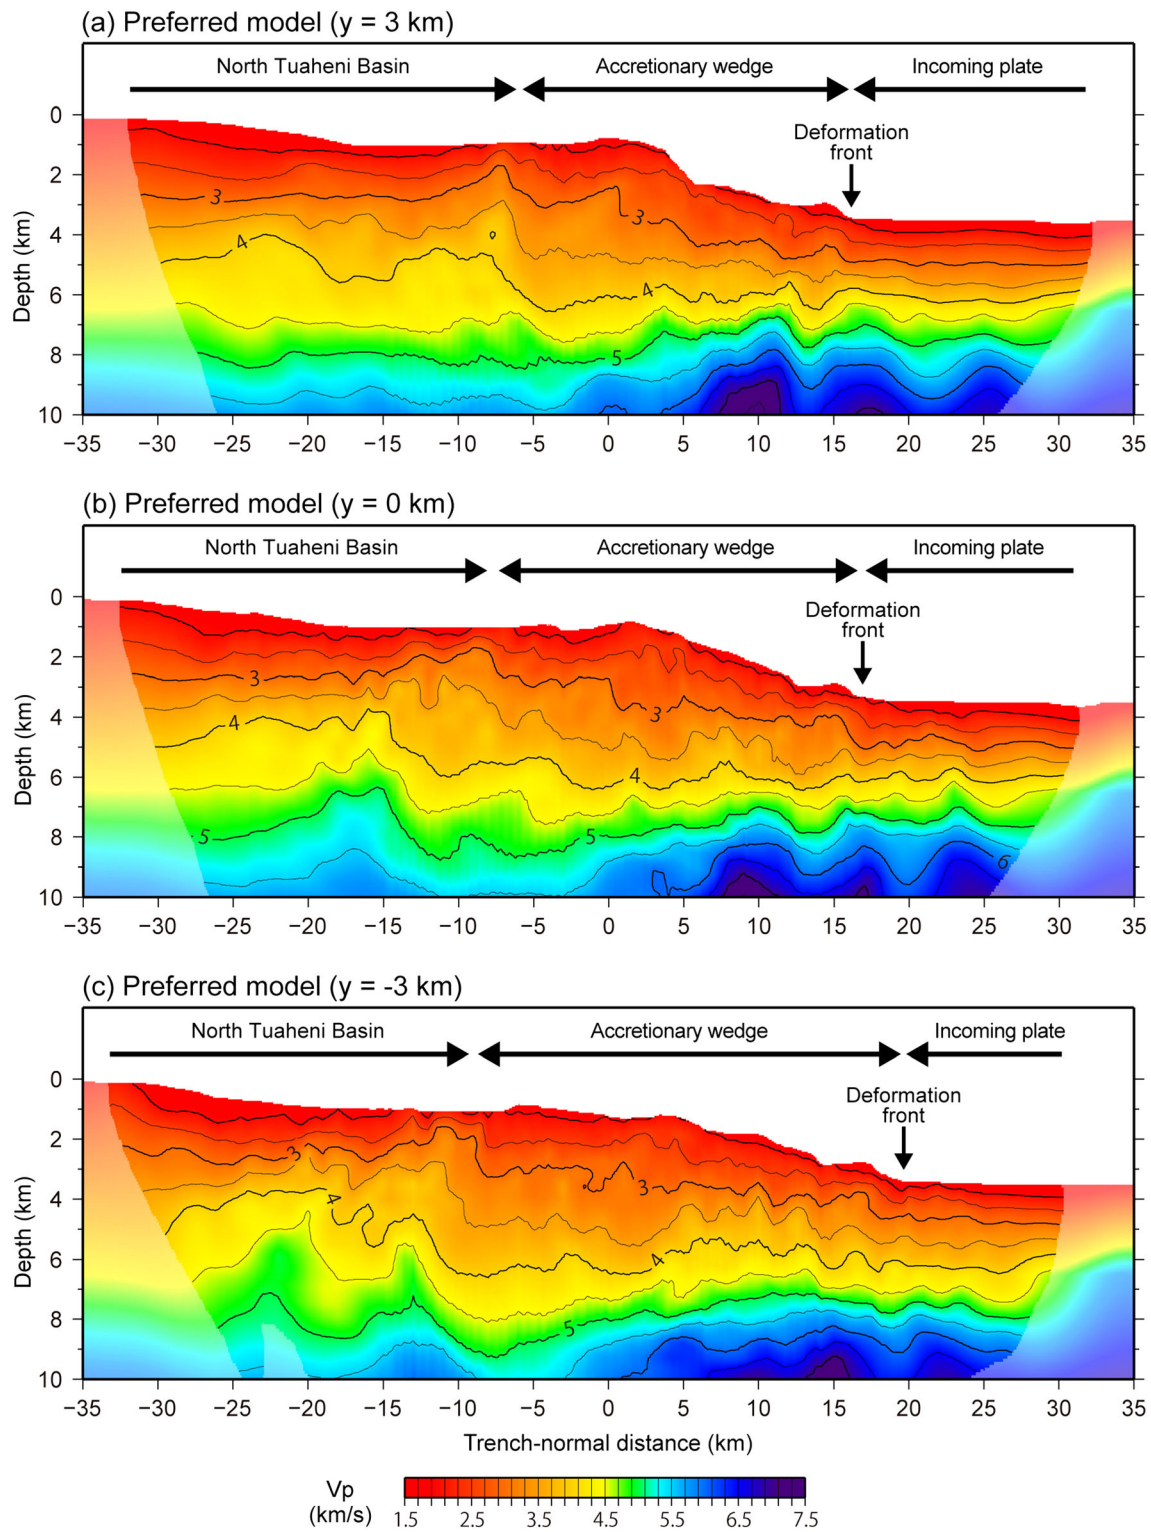 (a) Preferred model (y = 3 km)
North Tuaheni Basin Accretionary wedge Incoming plate
Deformation
front
Depth (km)
0
2
4
6
8
10
3
4
3
4
5
−35 −30 −25 −20 −15 −10 −5 0 5 10 15 20 25 30 35
(b) Preferred model (y = 0 km)
North Tuaheni Basin Accretionary wedge Incoming plate
Deformation
front
Depth (km)
0
2
4
6
8
10
3
4
5
3
4
5
6
−35 −30 −25 −20 −15 −10 −5 0 5 10 15 20 25 30 35
(c) Preferred model (y = -3 km)
North Tuaheni Basin Accretionary wedge Incoming plate
Deformation
front
Depth (km)
0
2
4
6
8
10
3
4
3
4
5
−35 −30 −25 −20 −15 −10 −5 0 5 10 15 20 25 30 35
Trench-normal distance (km)
Vp
(km/s)
1.5 2.5 3.5 4.5 5.5 6.5 7.5